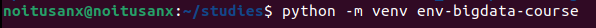 noitusanx@noitusanx:~/studies$ python -m venv env-bigdata-course